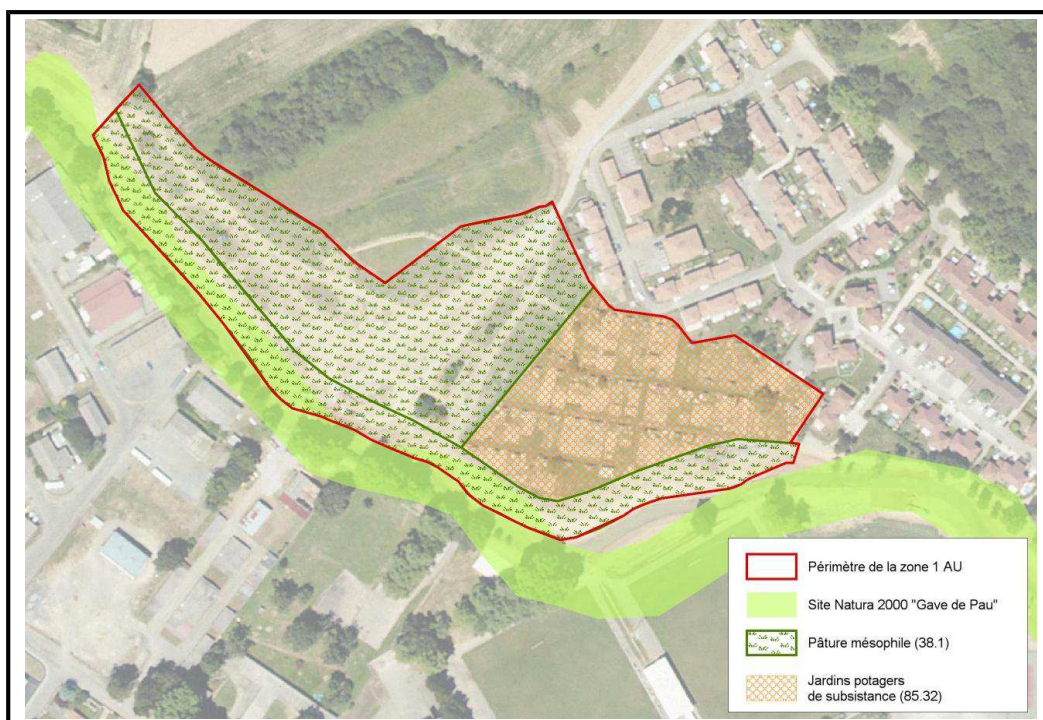 Périmètre de la zone 1 AU
Site Natura 2000 "Gave de Pau"
Pâture mésophile (38.1)
Jardins potagers
de subsistance (85.32)